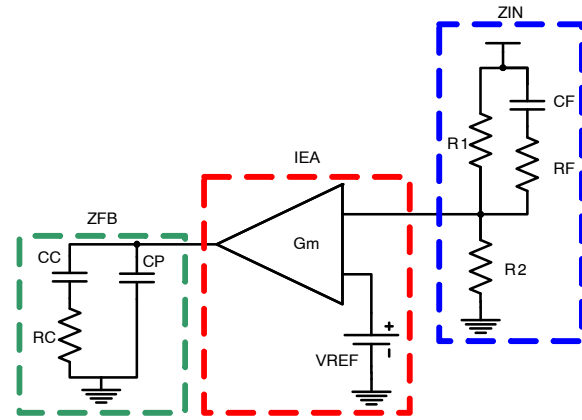 ZIN
CF
R1
RF
IEA
ZFB
Gm
CC
CP
R2
RC
+
VREF
-